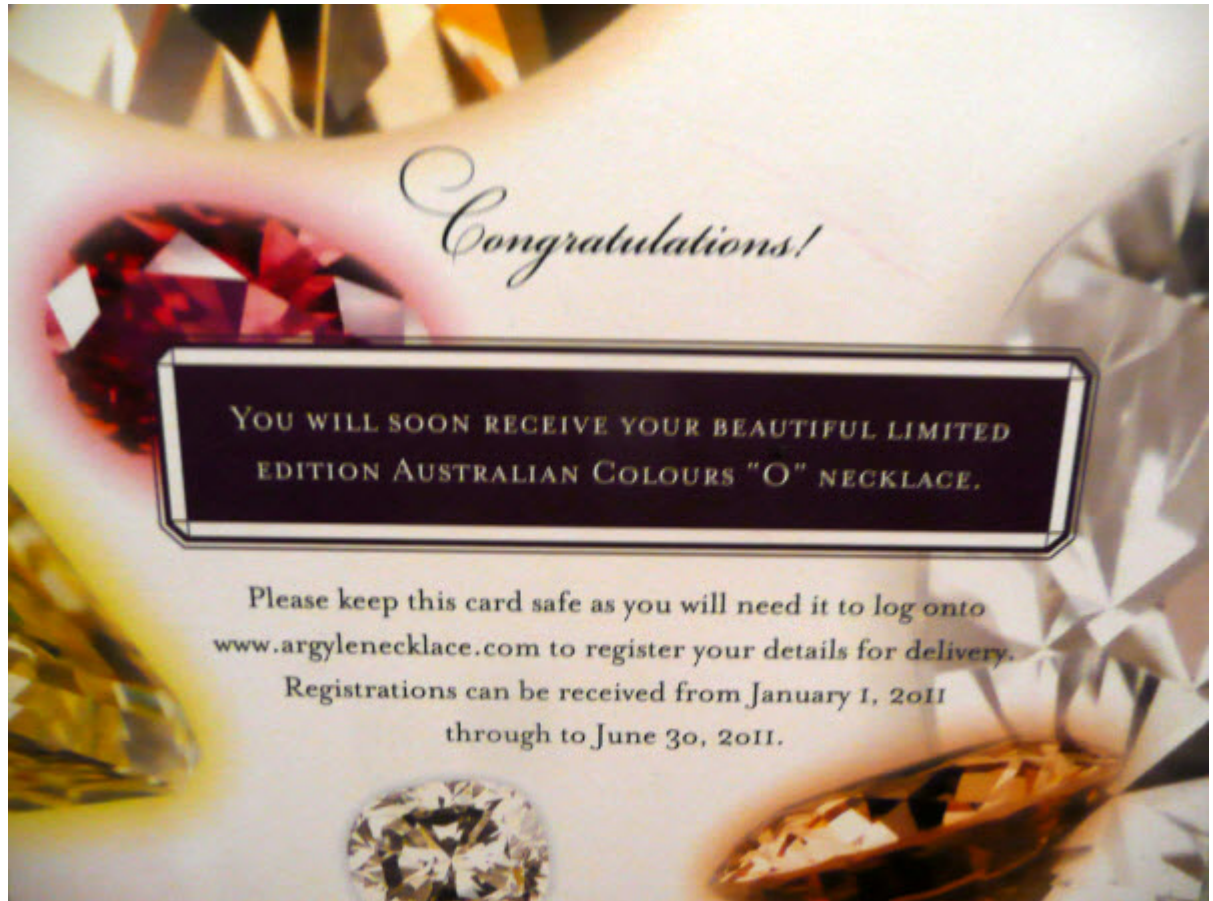 Congratulations!
You will soon receive your beautiful limited
edition Australian Colours "O" necklace.
Please keep this card safe as you will need it to log onto
www.argylenecklace.com to register your details for delivery.
Registrations can be received from January 1, 2011
through to June 30, 2011.